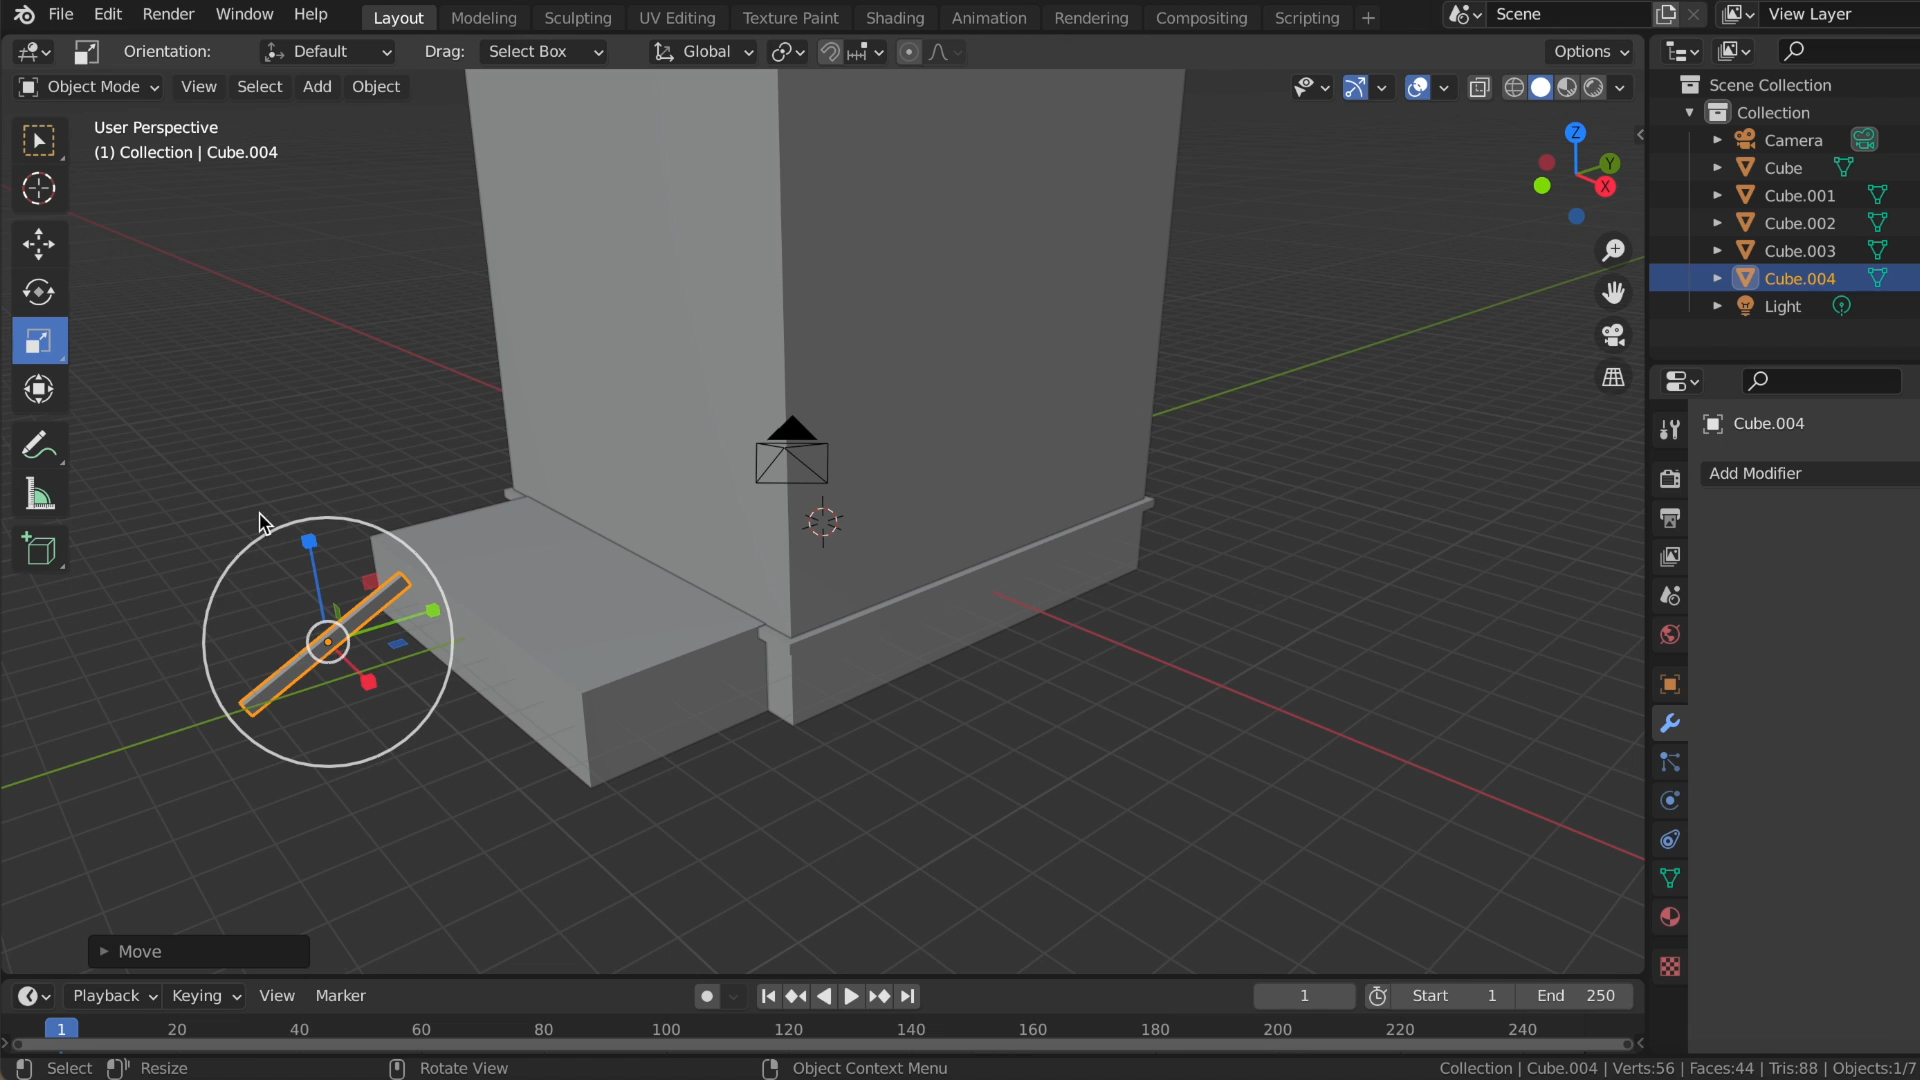 File Edit Render Window Help Layout Modeling Sculpting UV Editing Texture Paint Shading Animation Rendering Compositing Scripting + Scene View Layer
Orientation: Default Drag: Select Box Global Options
Object Mode View Select Add Object
User Perspective
(1) Collection | Cube.004
Z
Y
X
Scene Collection
Collection
Camera
Cube
Cube.001
Cube.002
Cube.003
Cube.004
Light
Cube.004
Add Modifier
Move
Playback Keying View Marker 1 Start 1 End 250
1 20 40 60 80 100 120 140 160 180 200 220 240
Select Resize Rotate View Object Context Menu Collection | Cube.004 | Verts:56 | Faces:44 | Tris:88 | Objects:1/7